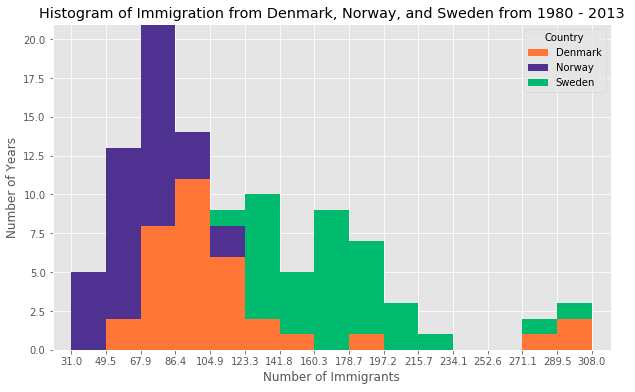 Histogram of Immigration from Denmark, Norway, and Sweden from 1980 - 2013
Country
Denmark
Norway
Sweden
Number of Years
20.0
17.5
15.0
12.5
10.0
7.5
5.0
2.5
0.0
31.0 49.5 67.9 86.4 104.9 123.3 141.8 160.3 178.7 197.2 215.7 234.1 252.6 271.1 289.5 308.0
Number of Immigrants